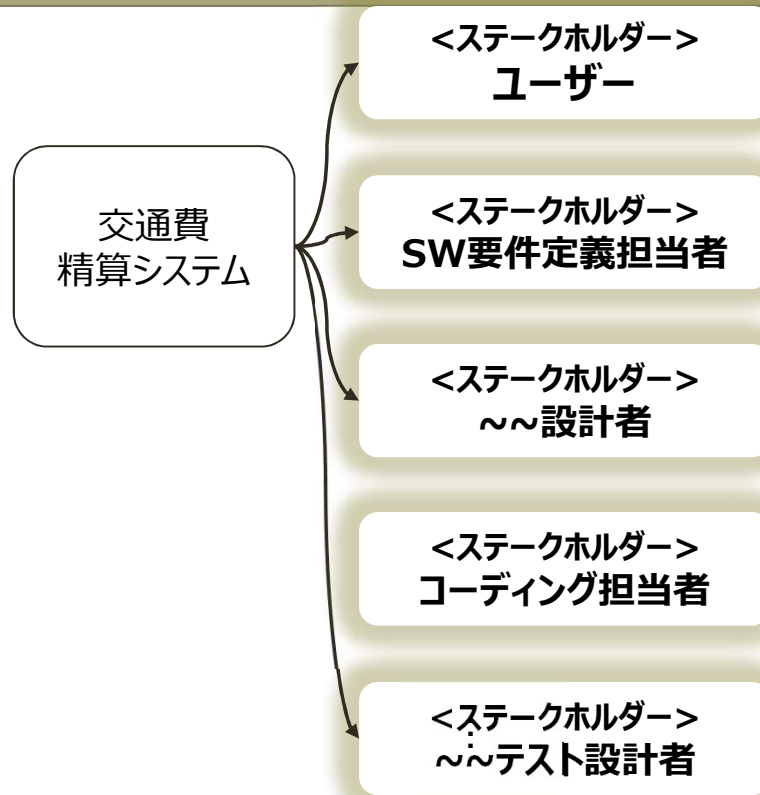 <ステークホルダー>
ユーザー
交通費
精算システム
<ステークホルダー>
SW要件定義担当者
<ステークホルダー>
~~設計者
<ステークホルダー>
コーディング担当者
<ステークホルダー>
~~テスト設計者